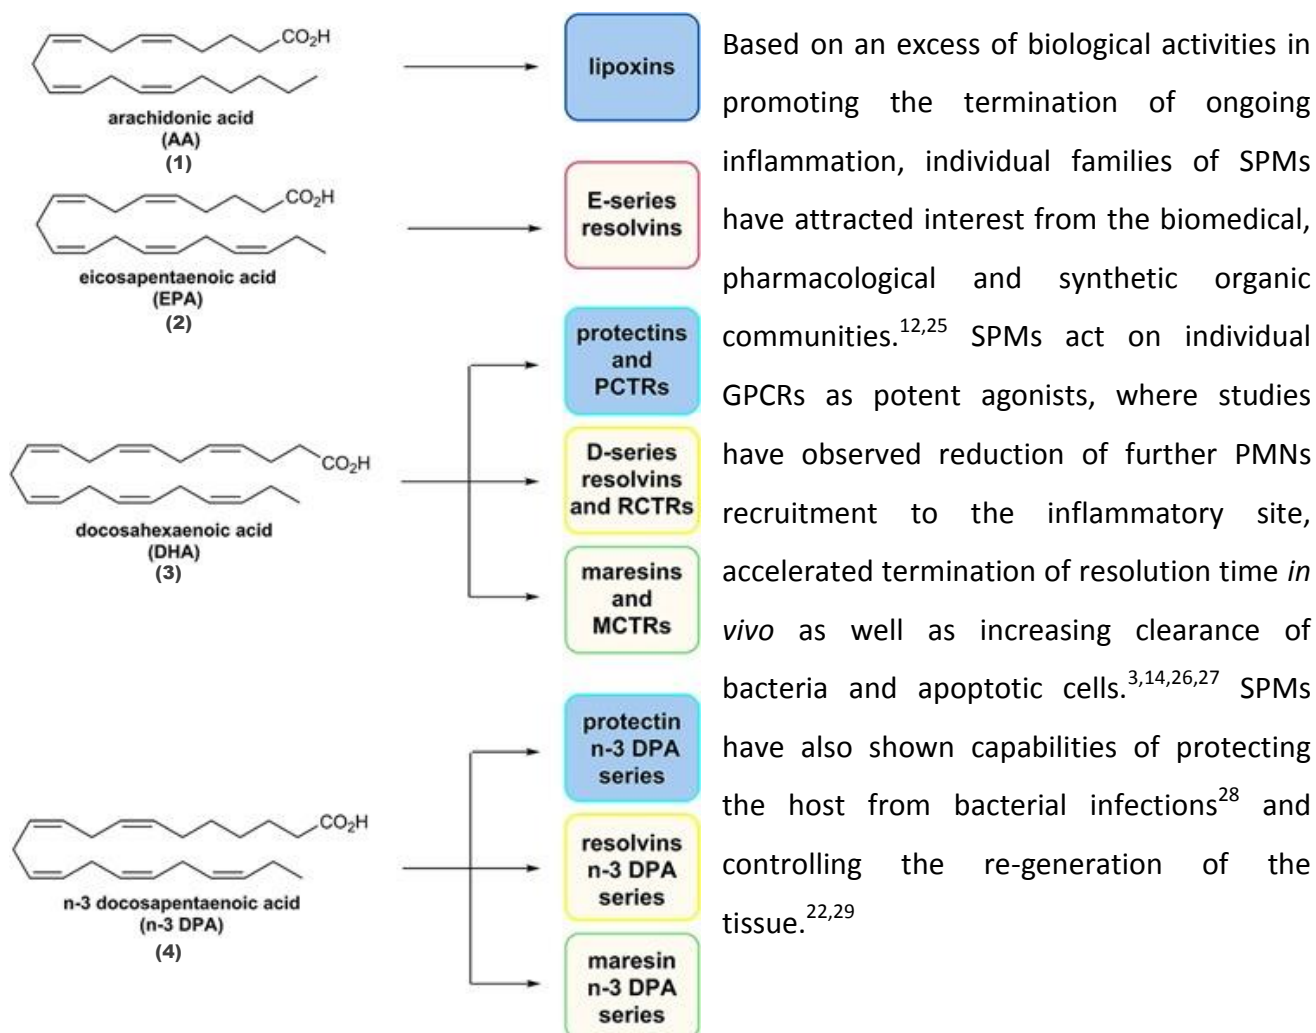 CO₂H
arachidonic acid
(AA)
(1)
lipoxins
CO₂H
eicosapentaenoic acid
(EPA)
(2)
E-series
resolvins
CO₂H
docosahexaenoic acid
(DHA)
(3)
protectins
and
PCTRs
D-series
resolvins
and RCTRs
maresins
and
MCTRs
CO₂H
n-3 docosapentaenoic acid
(n-3 DPA)
(4)
protectin
n-3 DPA
series
resolvins
n-3 DPA
series
maresin
n-3 DPA
series
Based on an excess of biological activities in
promoting the termination of ongoing
inflammation, individual families of SPMs
have attracted interest from the biomedical,
pharmacological and synthetic organic
communities.¹²,²⁵ SPMs act on individual
GPCRs as potent agonists, where studies
have observed reduction of further PMNs
recruitment to the inflammatory site,
accelerated termination of resolution time in
vivo as well as increasing clearance of
bacteria and apoptotic cells.³,¹⁴,²⁶,²⁷ SPMs
have also shown capabilities of protecting
the host from bacterial infections²⁸ and
controlling the re-generation of the
tissue.²²,²⁹